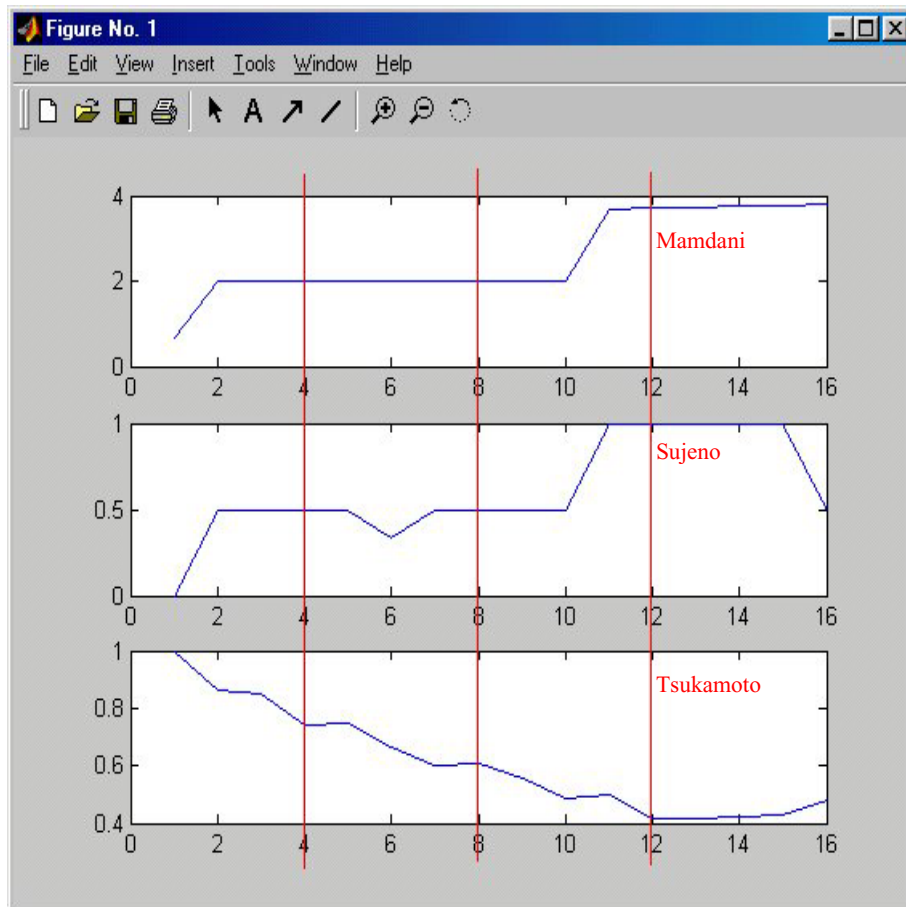 Figure No. 1
File Edit View Insert Tools Window Help
A
4
2
0
0 2 4 6 8 10 12 14 16
Mamdani
1
0.5
0
0 2 4 6 8 10 12 14 16
Sujeno
1
0.8
0.6
0.4
0 2 4 6 8 10 12 14 16
Tsukamoto